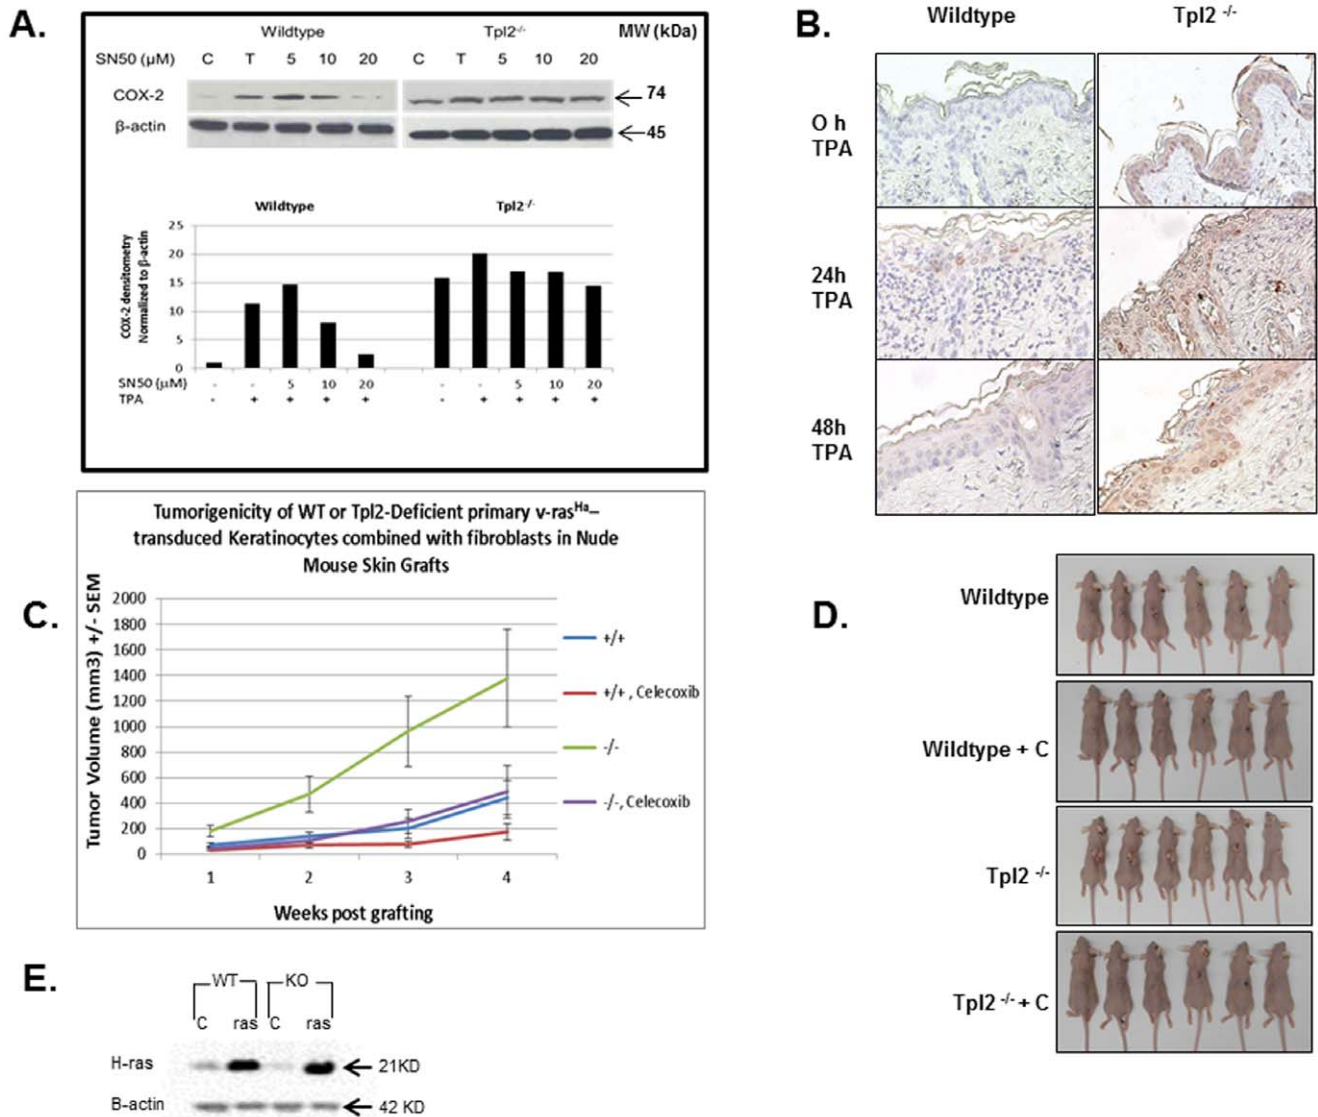 A.
Wildtype Tpl2-/- MW (kDa)
SN50 (µM) C T 5 10 20 C T 5 10 20
COX-2 74
β-actin 45
Wildtype Tpl2-/-
COX-2 densitometry
Normalized to β-actin
25
20
15
10
5
0
SN50 (µM) - - 5 10 20 - - 5 10 20
TPA - + + + + - + + + +
B.
Wildtype Tpl2 -/-
O h
TPA
24h
TPA
48h
TPA
C.
Tumorigenicity of WT or Tpl2-Deficient primary v-rasHa–
transduced Keratinocytes combined with fibroblasts in Nude
Mouse Skin Grafts
Tumor Volume (mm3) +/- SEM
2000
1800
1600
1400
1200
1000
800
600
400
200
0
1 2 3 4
Weeks post grafting
+/+
+/+ , Celecoxib
-/-
-/-, Celecoxib
D.
Wildtype
Wildtype + C
Tpl2 -/-
Tpl2 -/- + C
E.
WT KO
C ras C ras
H-ras 21KD
B-actin 42 KD